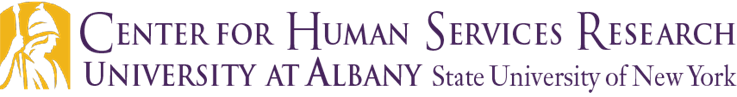 Center for Human Services Research
University at Albany State University of New York